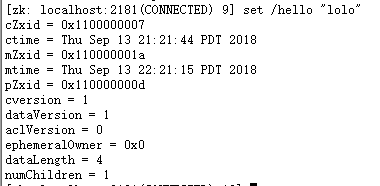 [zk: localhost:2181(CONNECTED) 9] set /hello "lolo"
cZxid = 0x1100000007
ctime = Thu Sep 13 21:21:44 PDT 2018
mZxid = 0x110000001a
mtime = Thu Sep 13 22:21:15 PDT 2018
pZxid = 0x110000000d
cversion = 1
dataVersion = 1
aclVersion = 0
ephemeralOwner = 0x0
dataLength = 4
numChildren = 1